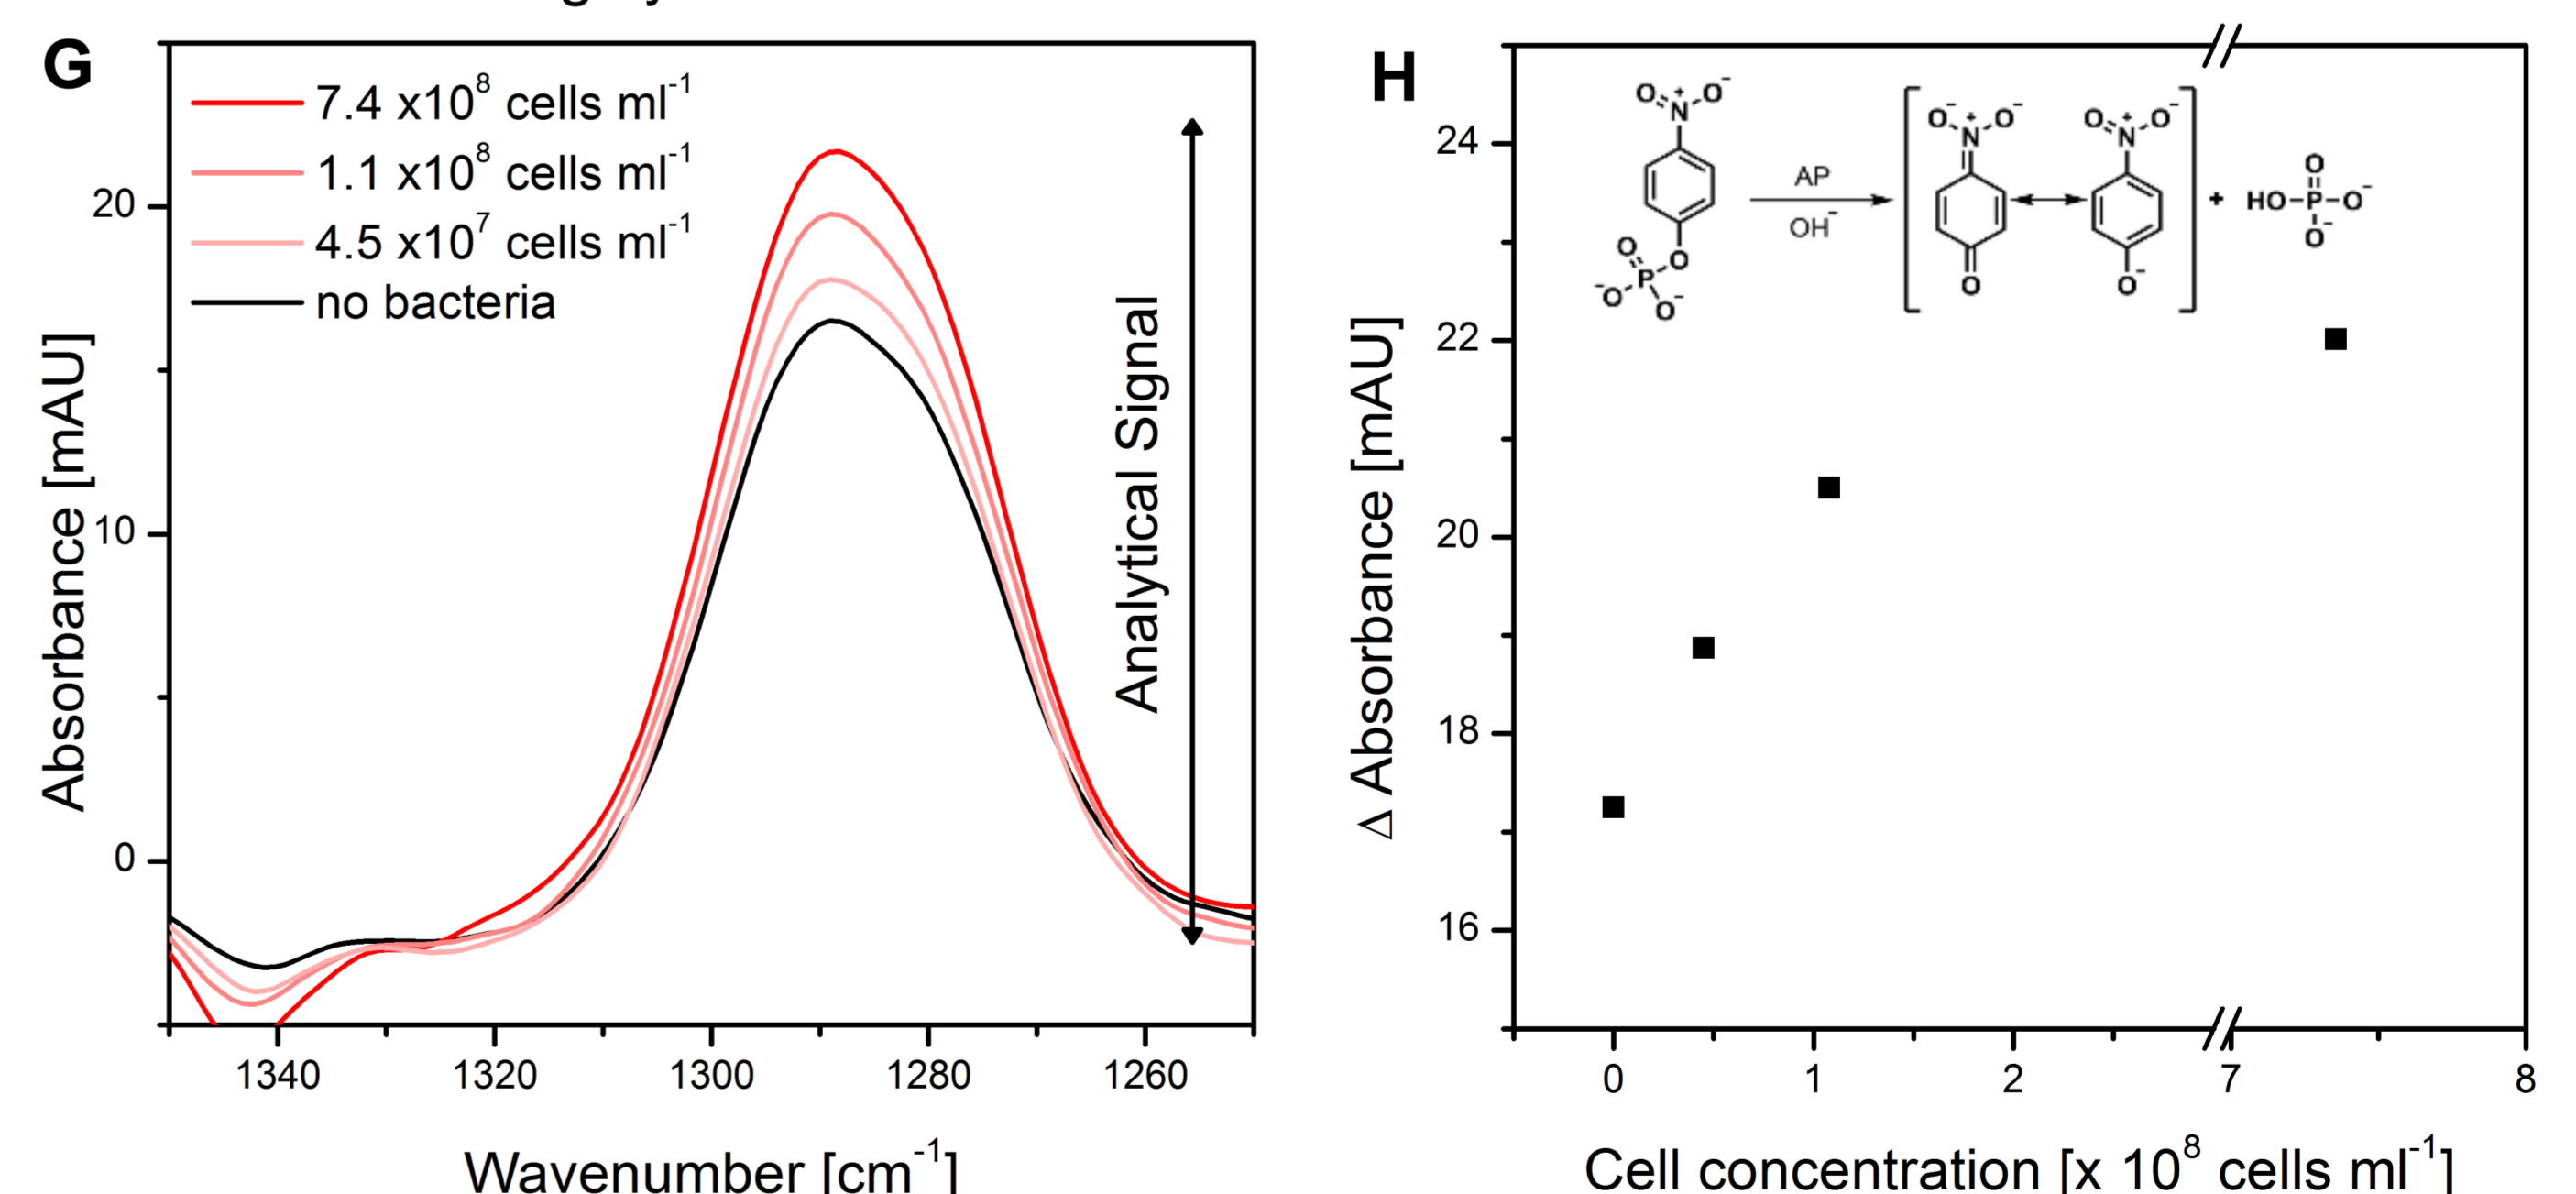 G
7.4 x10⁸ cells ml⁻¹
1.1 x10⁸ cells ml⁻¹
4.5 x10⁷ cells ml⁻¹
no bacteria
Absorbance [mAU]
20
10
0
Analytical Signal
1340 1320 1300 1280 1260
Wavenumber [cm⁻¹]
H
24
22
20
18
16
Δ Absorbance [mAU]
O N⁺ O⁻
O
O P O⁻
⁻O
AP
OH⁻
O⁻ N⁺ O⁻
O
O N⁺ O⁻
O⁻
+
O
HO P O⁻
O⁻
0 1 2 7 8
Cell concentration [x 10⁸ cells ml⁻¹]